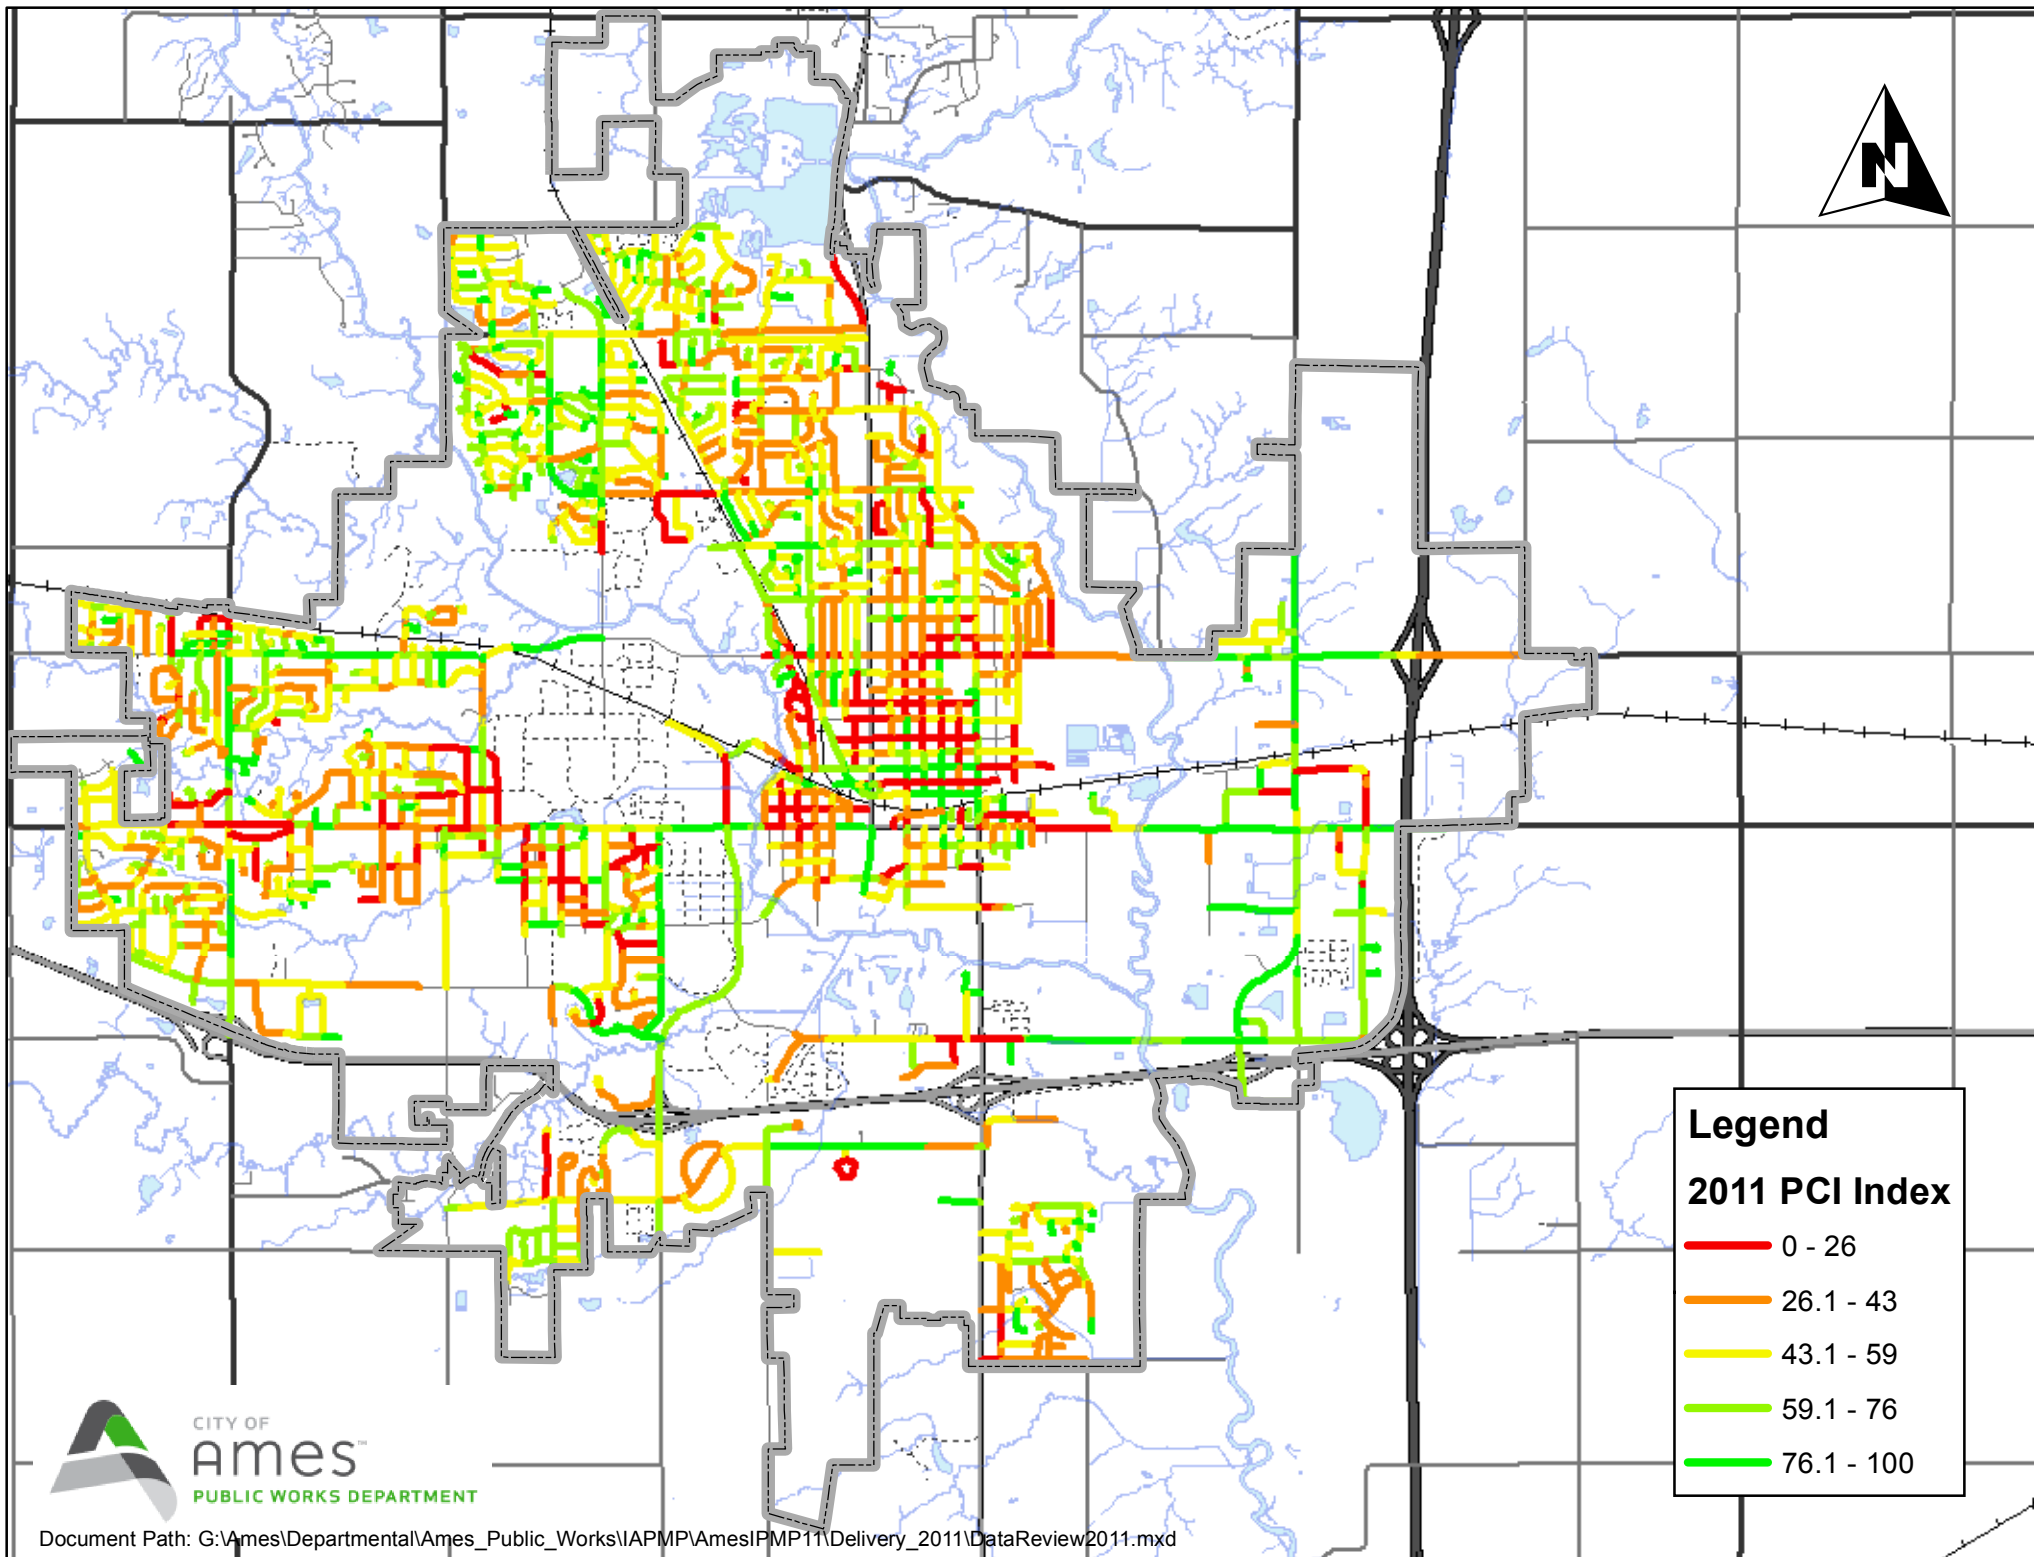 N
Legend
2011 PCI Index
0 - 26
26.1 - 43
43.1 - 59
59.1 - 76
76.1 - 100
CITY OF
Ames™
PUBLIC WORKS DEPARTMENT
Document Path: G:\Ames\Departmental\Ames_Public_Works\IAPMP\AmesIPMP11\Delivery_2011\DataReview2011.mxd